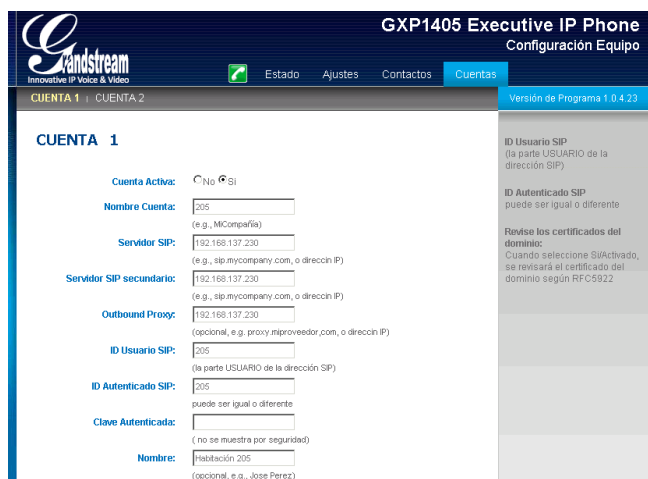 GXP1405 Executive IP Phone
Configuración Equipo
Grandstream
Innovative IP Voice & Video
Estado Ajustes Contactos Cuentas
CUENTA 1 | CUENTA 2
Versión de Programa 1.0.4.23
CUENTA 1
Cuenta Activa: No Si
Nombre Cuenta: 205
(e.g., MiCompañía)
Servidor SIP: 192.168.137.230
(e.g., sip.mycompany.com, o direccin IP)
Servidor SIP secundario: 192.168.137.230
(e.g., sip.mycompany.com, o direccin IP)
Outbound Proxy: 192.168.137.230
(opcional, e.g. proxy.miproveedor,com, o direccin IP)
ID Usuario SIP: 205
(la parte USUARIO de la dirección SIP)
ID Autenticado SIP: 205
puede ser igual o diferente
Clave Autenticada:
( no se muestra por seguridad)
Nombre: Habitación 205
(opcional, e.g., Jose Perez)
ID Usuario SIP
(la parte USUARIO de la
dirección SIP)
ID Autenticado SIP
puede ser igual o diferente
Revise los certificados del
dominio:
Cuando seleccione Sí/Activado,
se revisará el certificado del
dominio según RFC5922